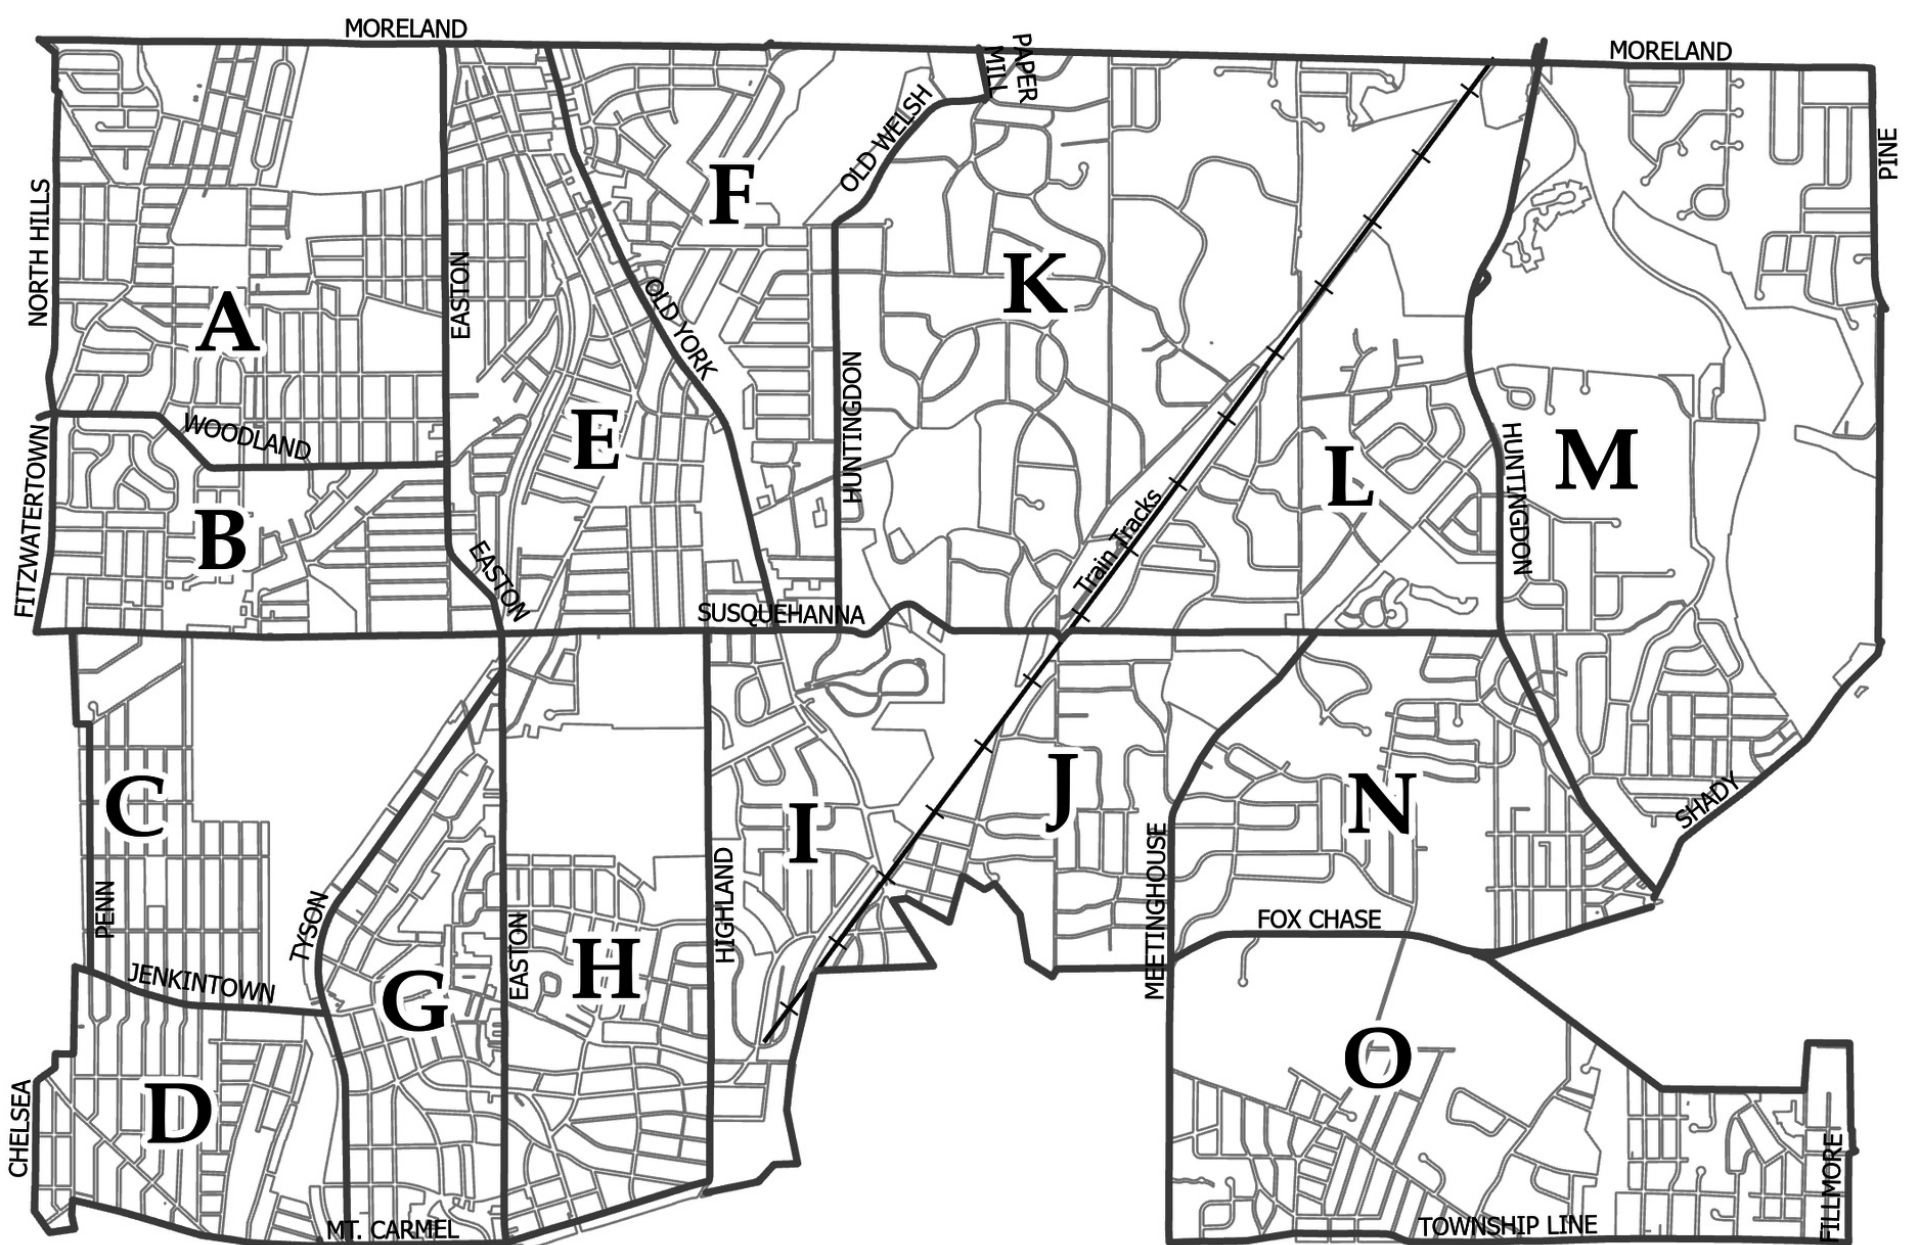 MORELAND
MORELAND
PAPER
MILL
OLD WELSH
PINE
NORTH HILLS
F
K
A
EASTON
OLD YORK
HUNTINGDON
E
WOODLAND
L
M
HUNTINGDON
FITZWATERTOWN
B
EASTON
Train Tracks
SUSQUEHANNA
C
I
J
N
SHADY
PENN
TYSON
HIGHLAND
MEETINGHOUSE
FOX CHASE
JENKINTOWN
G
EASTON
H
O
CHELSEA
D
MT. CARMEL
TOWNSHIP LINE
FILLMORE